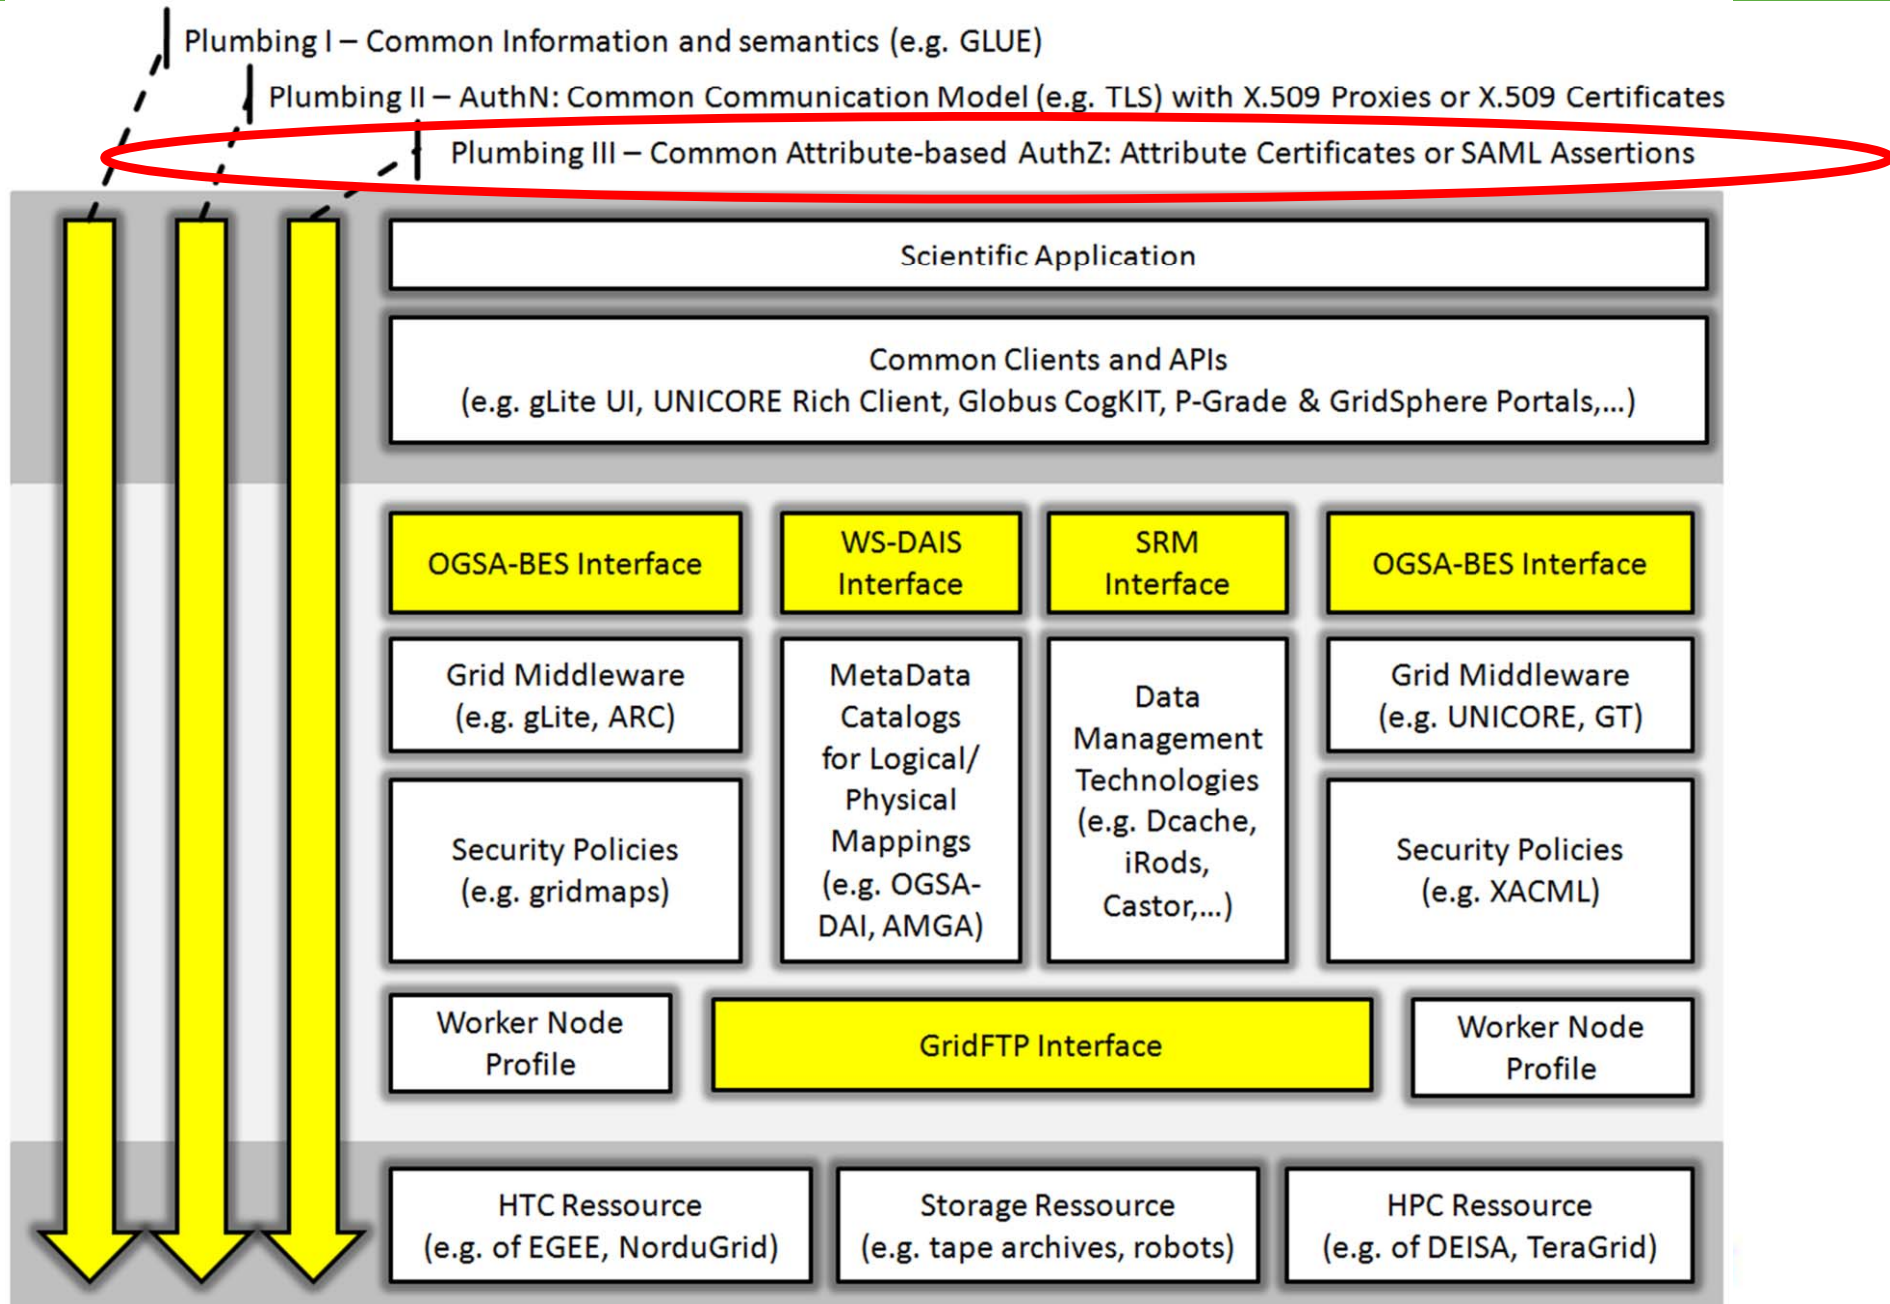 Plumbing I – Common Information and semantics (e.g. GLUE)
Plumbing II – AuthN: Common Communication Model (e.g. TLS) with X.509 Proxies or X.509 Certificates
Plumbing III – Common Attribute-based AuthZ: Attribute Certificates or SAML Assertions
Scientific Application
Common Clients and APIs
(e.g. gLite UI, UNICORE Rich Client, Globus CogKIT, P-Grade & GridSphere Portals,...)
OGSA-BES Interface
WS-DAIS
Interface
SRM
Interface
OGSA-BES Interface
Grid Middleware
(e.g. gLite, ARC)
MetaData
Catalogs
for Logical/
Physical
Mappings
(e.g. OGSA-
DAI, AMGA)
Data
Management
Technologies
(e.g. Dcache,
iRods,
Castor,...)
Grid Middleware
(e.g. UNICORE, GT)
Security Policies
(e.g. gridmaps)
Security Policies
(e.g. XACML)
Worker Node
Profile
GridFTP Interface
Worker Node
Profile
HTC Ressource
(e.g. of EGEE, NorduGrid)
Storage Ressource
(e.g. tape archives, robots)
HPC Ressource
(e.g. of DEISA, TeraGrid)